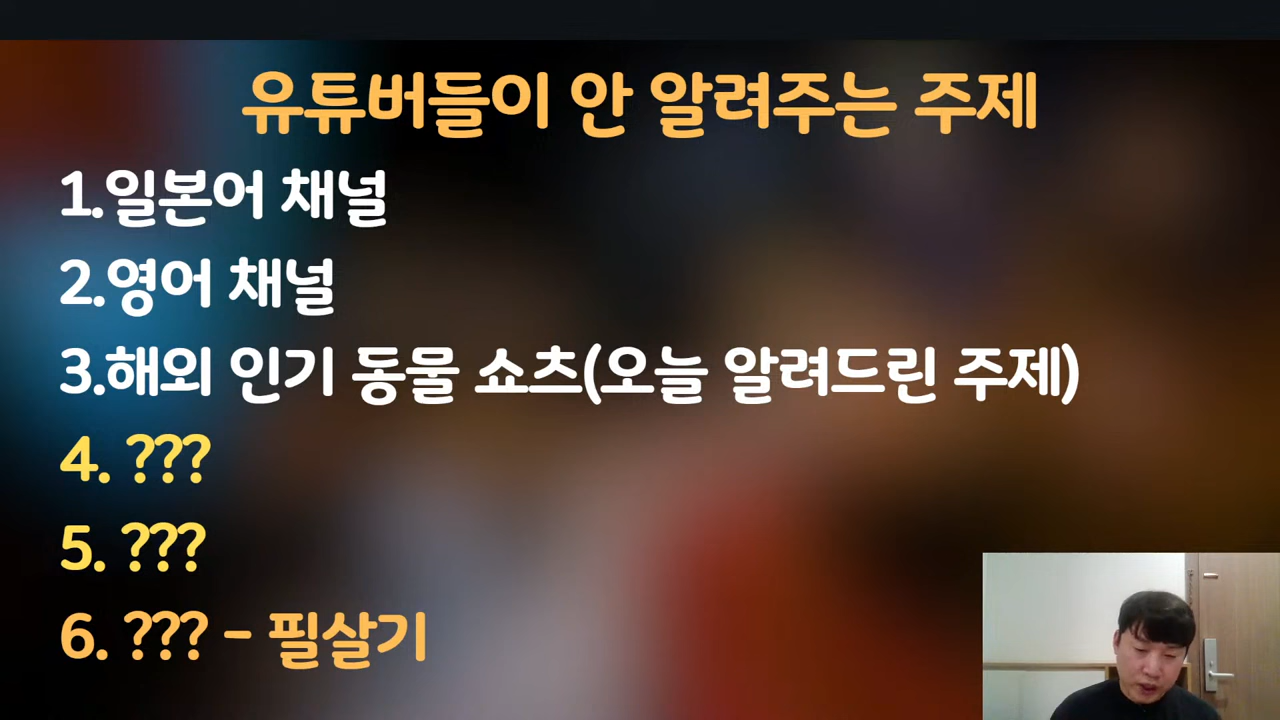 유튜버들이 안 알려주는 주제
1.일본어 채널
2.영어 채널
3.해외 인기 동물 쇼츠(오늘 알려드린 주제)
4. ???
5. ???
6. ??? - 필살기